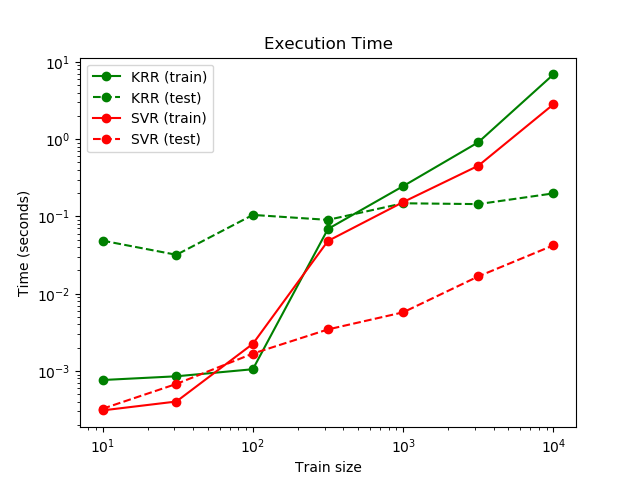 Execution Time
KRR (train)
KRR (test)
SVR (train)
SVR (test)
Time (seconds)
10¹
10⁰
10⁻¹
10⁻²
10⁻³
10¹ 10² 10³ 10⁴
Train size